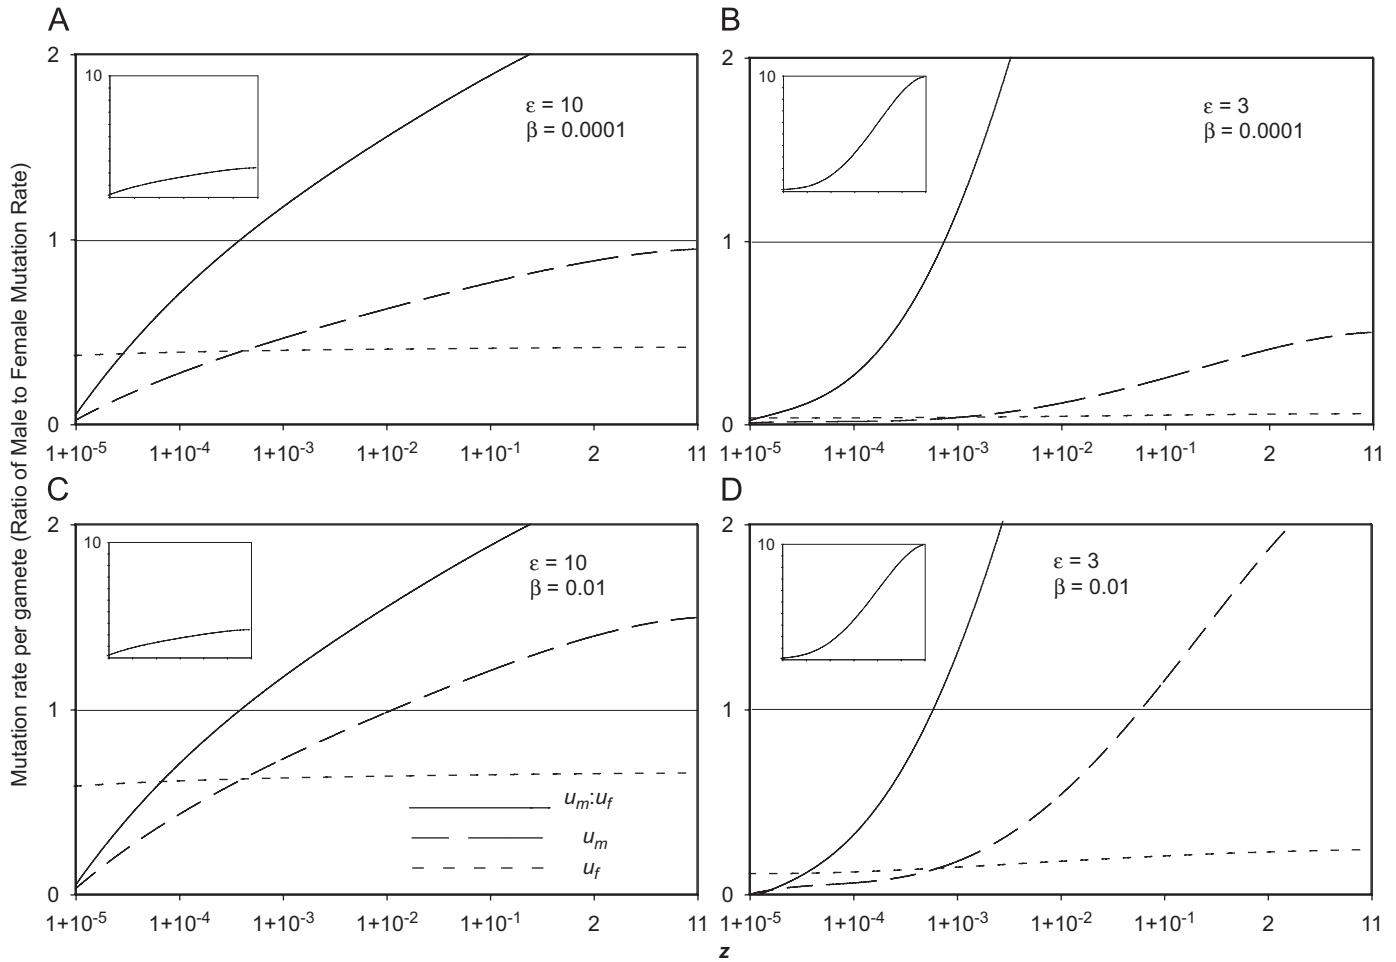 A
B
2
10
ε = 10
β = 0.0001
1
0
1+10-5
1+10-4
1+10-3
1+10-2
1+10-1
2
11
2
10
ε = 3
β = 0.0001
1
0
1+10-5
1+10-4
1+10-3
1+10-2
1+10-1
2
11
Mutation rate per gamete (Ratio of Male to Female Mutation Rate)
C
D
2
10
ε = 10
β = 0.01
1
um:uf
um
uf
0
1+10-5
1+10-4
1+10-3
1+10-2
1+10-1
2
11
2
10
ε = 3
β = 0.01
1
0
1+10-5
1+10-4
1+10-3
1+10-2
1+10-1
2
11
z